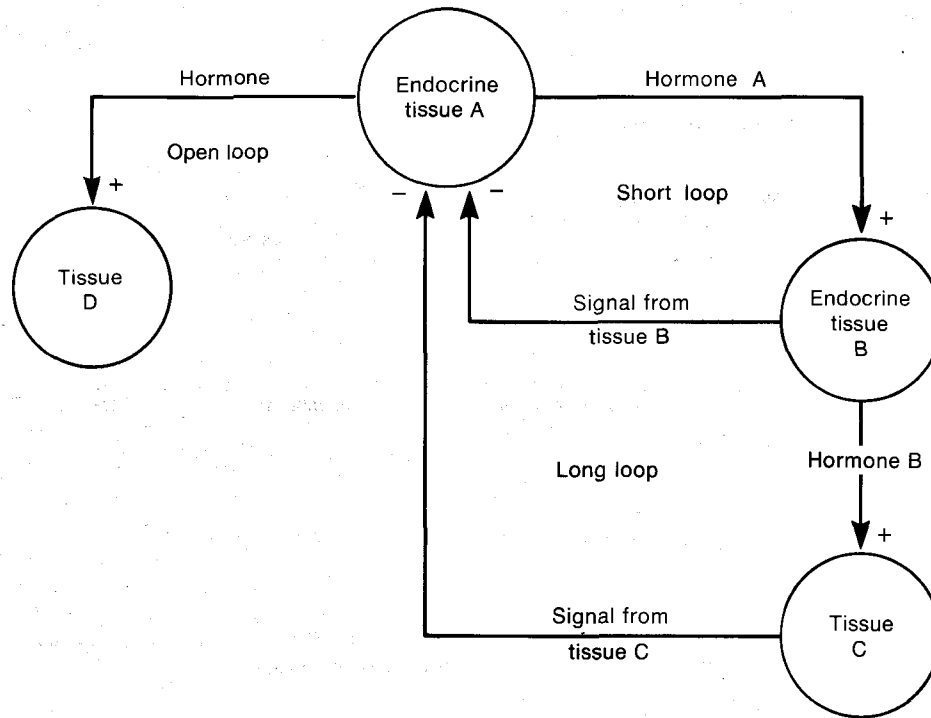 Hormone
Endocrine
tissue A
Hormone A
Open loop
−
−
Short loop
+
+
Tissue
D
Signal from
tissue B
Endocrine
tissue
B
Long loop
Hormone B
+
Signal from
tissue C
Tissue
C